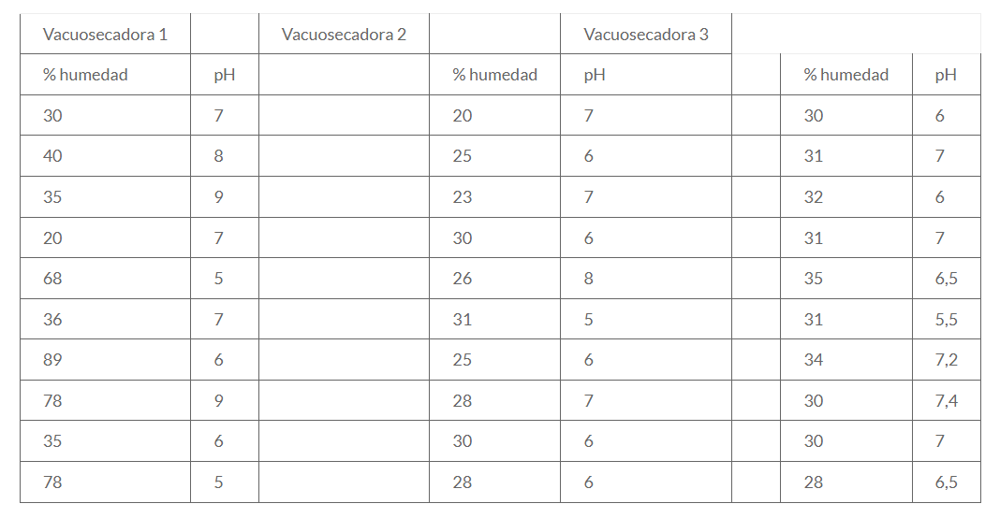 Vacuosecadora 1 Vacuosecadora 2 Vacuosecadora 3
% humedad pH % humedad pH % humedad pH
30 7 20 7 30 6
40 8 25 6 31 7
35 9 23 7 32 6
20 7 30 6 31 7
68 5 26 8 35 6,5
36 7 31 5 31 5,5
89 6 25 6 34 7,2
78 9 28 7 30 7,4
35 6 30 6 30 7
78 5 28 6 28 6,5